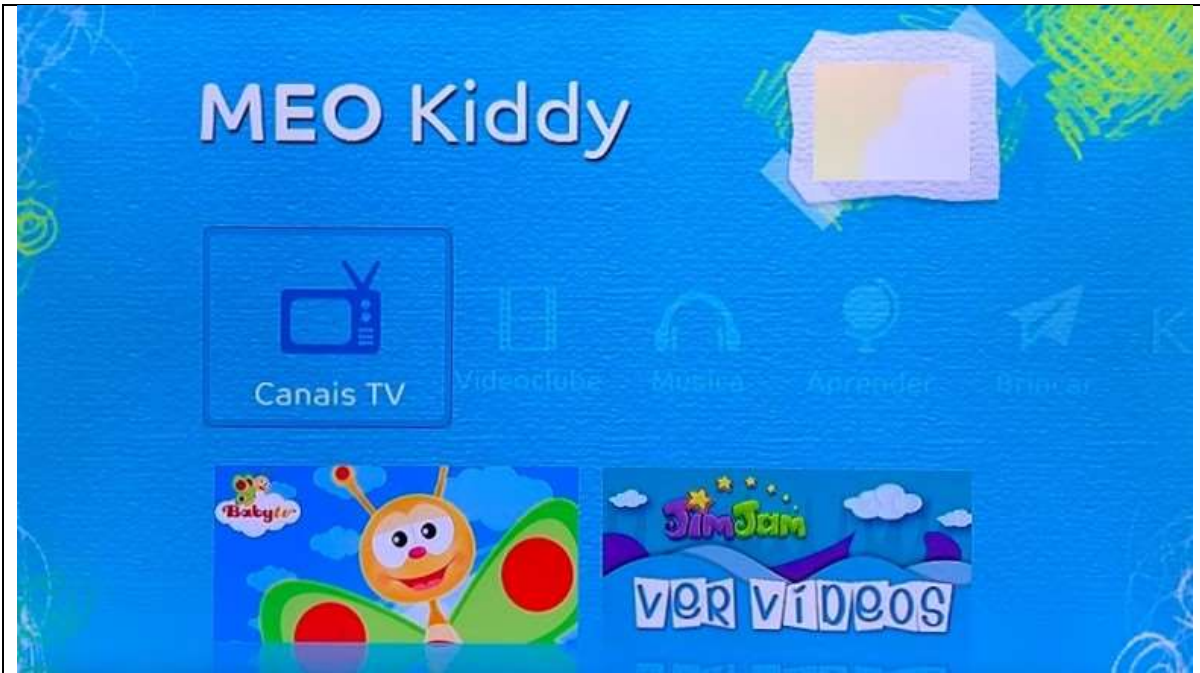 MEO Kiddy
Canais TV
Videoclube
Música
Aprender
Brincar
K
Babytv
JimJam
VER VíDEOS